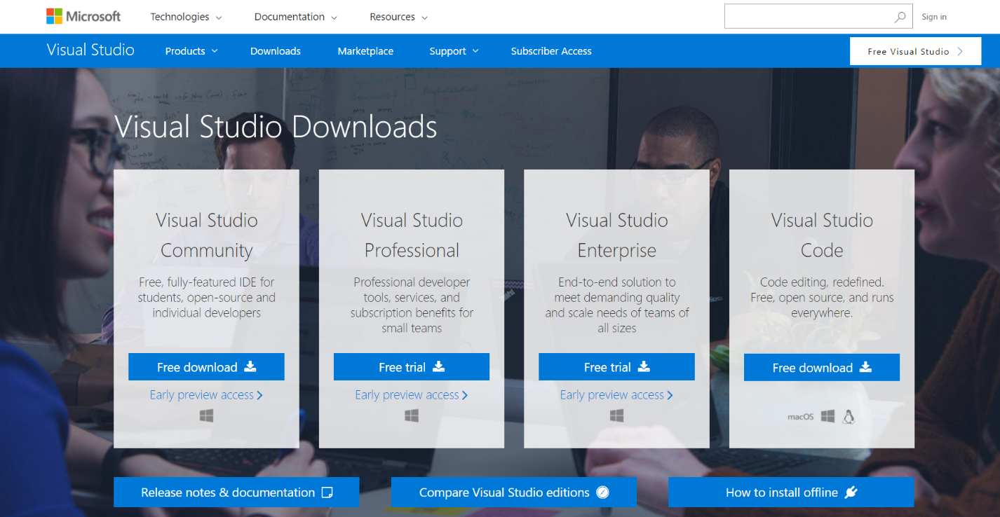 Microsoft Technologies Documentation Resources Sign in
Visual Studio Products Downloads Marketplace Support Subscriber Access Free Visual Studio
Visual Studio Downloads
Visual Studio
Community
Free, fully-featured IDE for
students, open-source and
individual developers
Free download
Early preview access
Visual Studio
Professional
Professional developer
tools, services, and
subscription benefits for
small teams
Free trial
Early preview access
Visual Studio
Enterprise
End-to-end solution to
meet demanding quality
and scale needs of teams of
all sizes
Free trial
Early preview access
Visual Studio
Code
Code editing, redefined.
Free, open source, and runs
everywhere.
Free download
macOS
Release notes & documentation
Compare Visual Studio editions
How to install offline